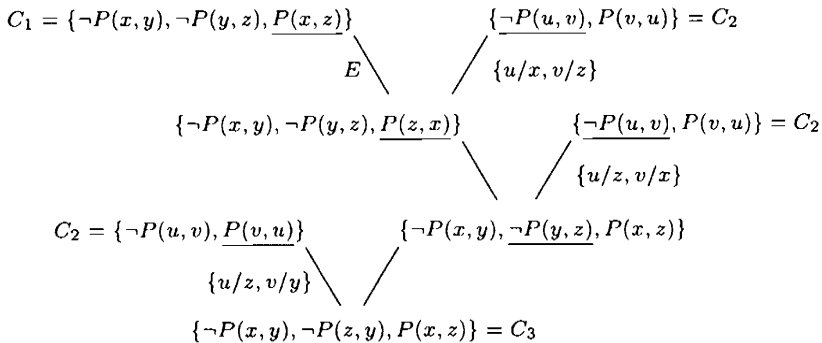 C₁ = {¬P(x, y), ¬P(y, z), P(x, z)} {¬P(u, v), P(v, u)} = C₂
E {u/x, v/z}
{¬P(x, y), ¬P(y, z), P(z, x)} {¬P(u, v), P(v, u)} = C₂
{u/z, v/x}
C₂ = {¬P(u, v), P(v, u)} {¬P(x, y), ¬P(y, z), P(x, z)}
{u/z, v/y}
{¬P(x, y), ¬P(z, y), P(x, z)} = C₃